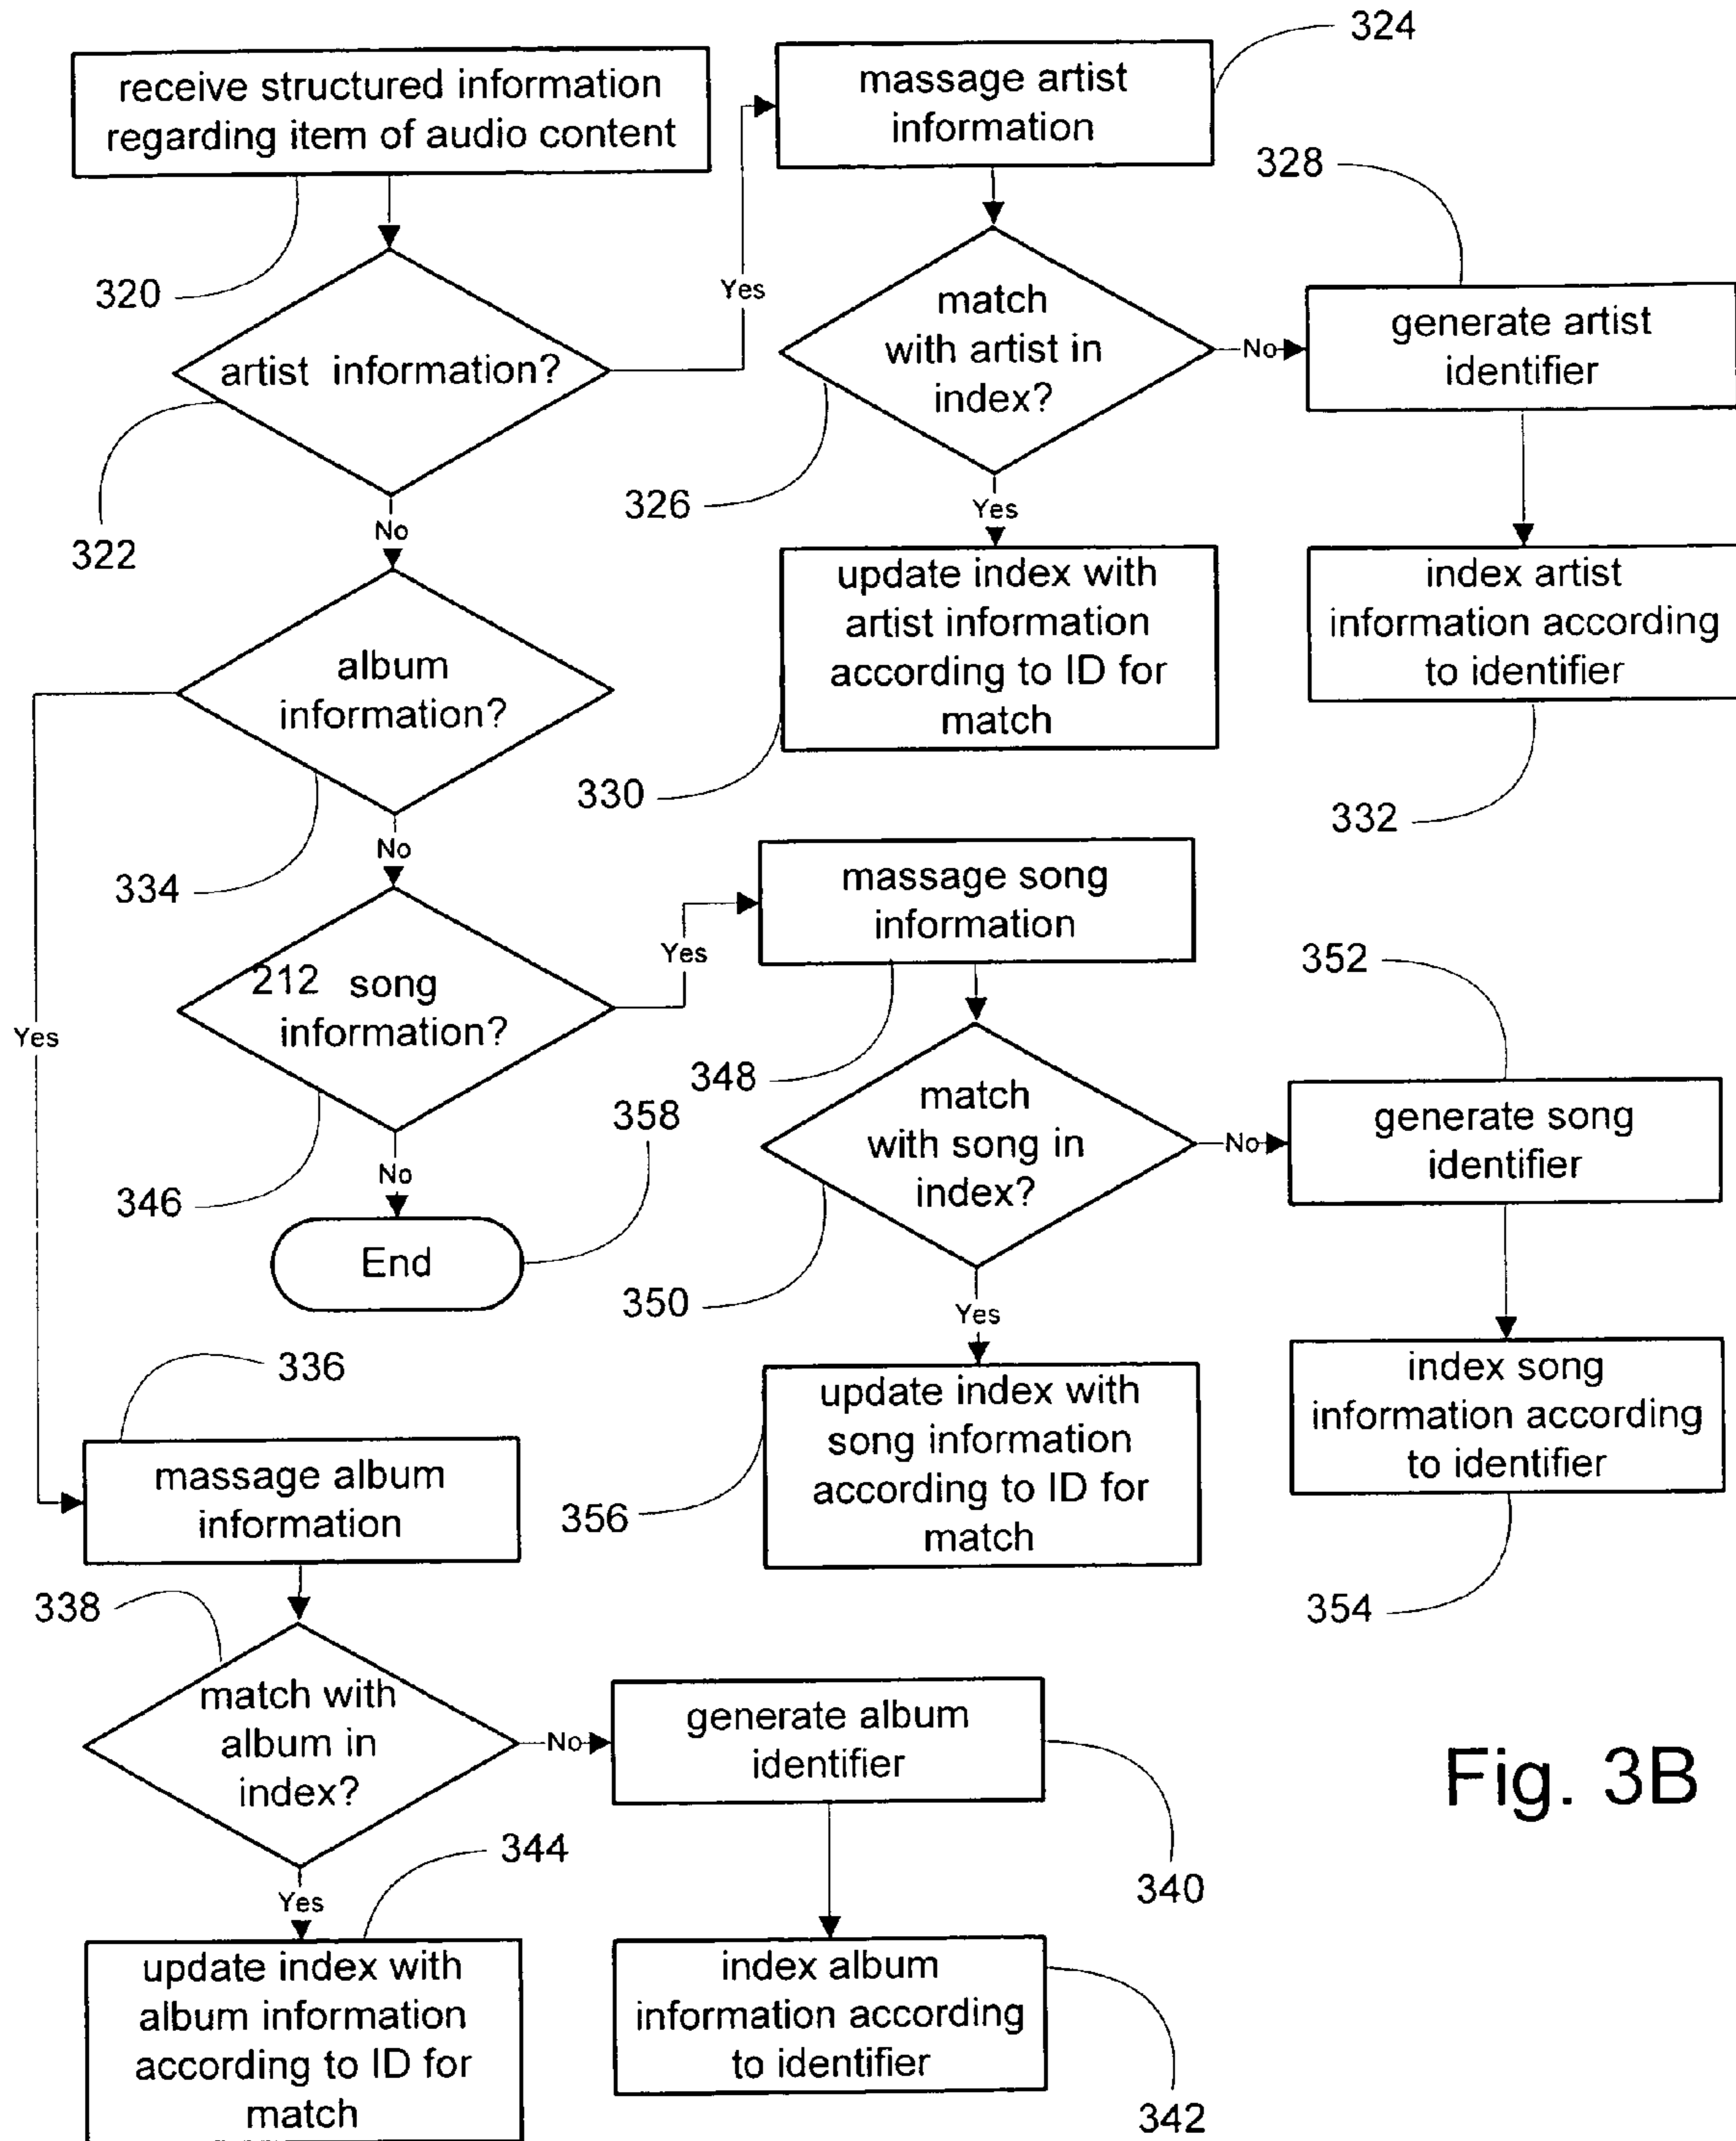 receive structured information
regarding item of audio content
320
artist information?
322
Yes
No
massage artist
information
324
match
with artist in
index?
326
No
Yes
generate artist
identifier
328
update index with
artist information
according to ID for
match
330
index artist
information according
to identifier
332
album
information?
334
Yes
No
212 song
information?
346
Yes
No
End
358
massage song
information
348
match
with song in
index?
350
No
Yes
generate song
identifier
352
update index with
song information
according to ID for
match
356
index song
information according
to identifier
354
336
massage album
information
338
match with
album in
index?
No
Yes
generate album
identifier
340
344
update index with
album information
according to ID for
match
index album
information according
to identifier
342
Fig. 3B